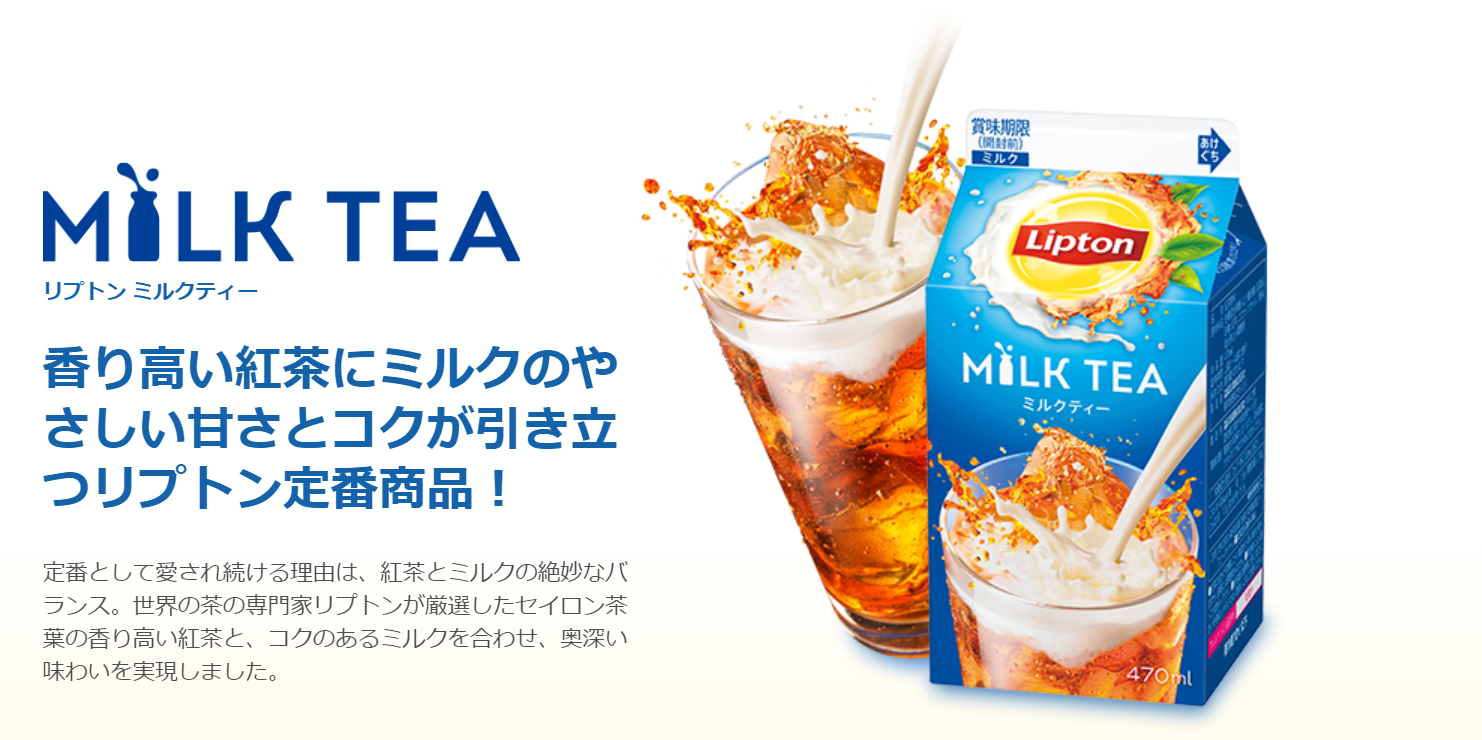 MiLK TEA
リプトン ミルクティー
香り高い紅茶にミルクのや
さしい甘さとコクが引き立
つリプトン定番商品！
定番として愛され続ける理由は、紅茶とミルクの絶妙なバ
ランス。世界の茶の専門家リプトンが厳選したセイロン茶
葉の香り高い紅茶と、コクのあるミルクを合わせ、奥深い
味わいを実現しました。
賞味期限
(開封前)
ミルク
あけ
ぐち
Lipton
MiLK TEA
ミルクティー
470ml